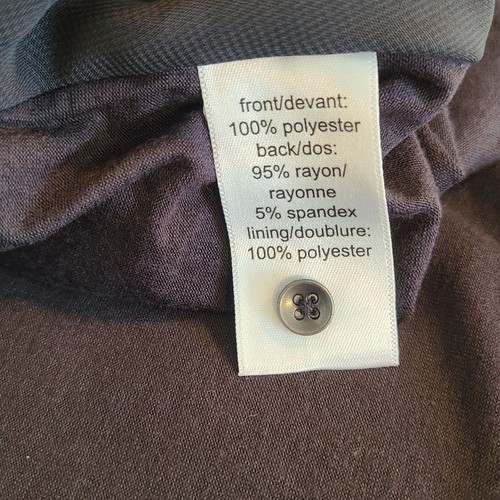 front/devant:
100% polyester
back/dos:
95% rayon/
rayonne
5% spandex
lining/doublure:
100% polyester